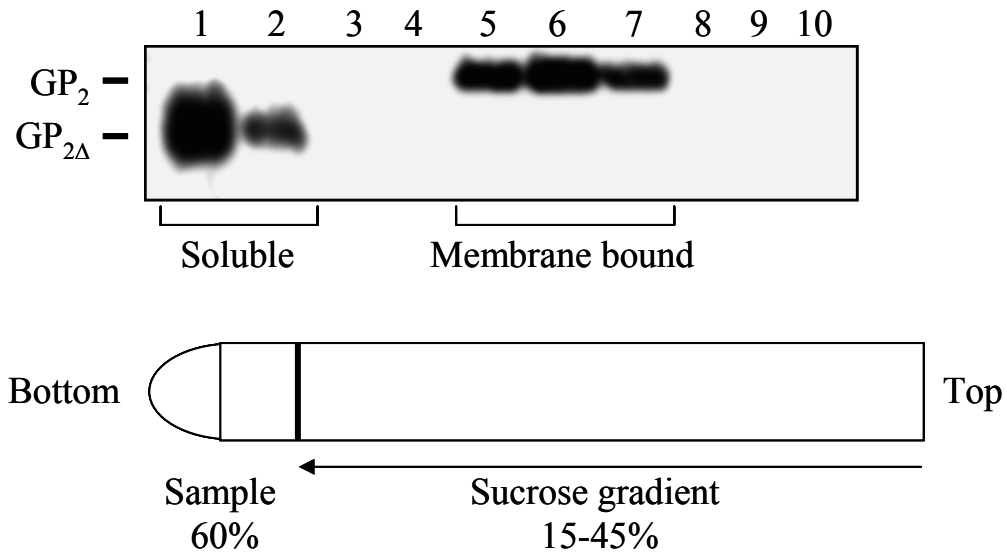 1 2 3 4 5 6 7 8 9 10
GP2
GP2Δ
Soluble Membrane bound
Bottom Top
Sample Sucrose gradient
60% 15-45%